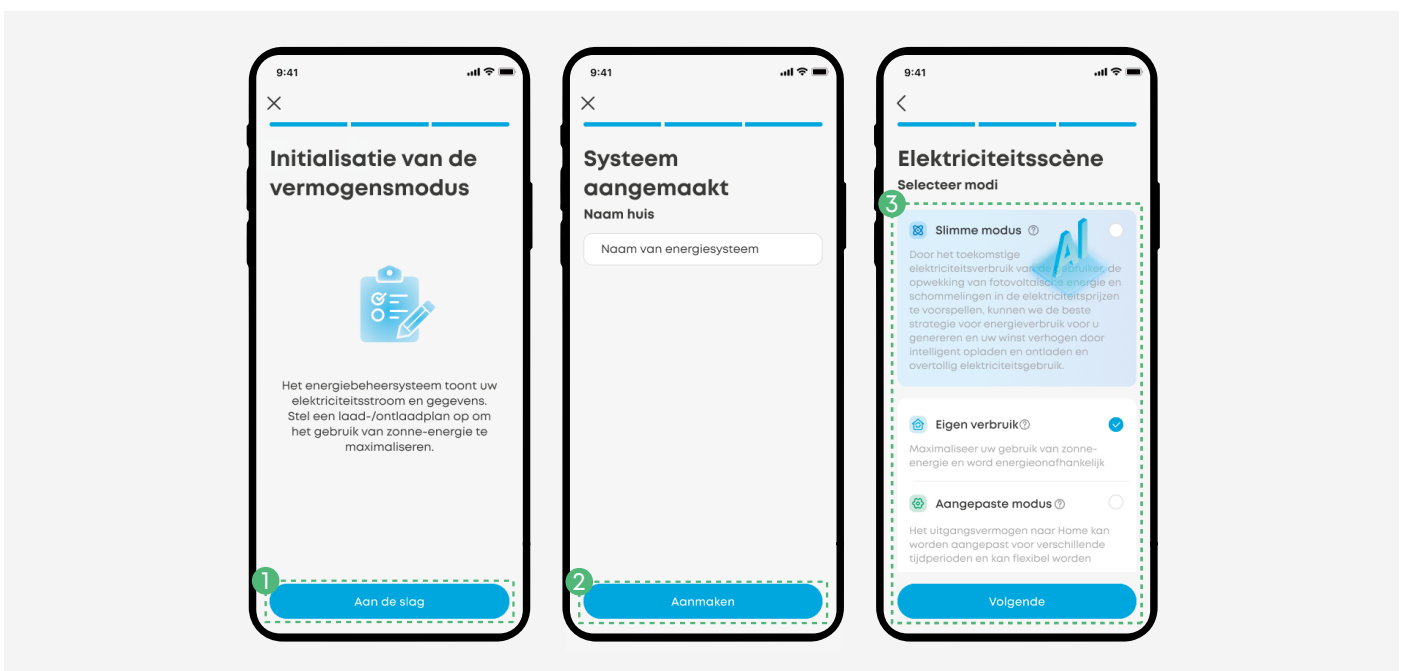 9:41
Initialisatie van de
vermogensmodus
Het energiebeheersysteem toont uw
elektriciteitsstroom en gegevens.
Stel een laad-/ontlaadplan op om
het gebruik van zonne-energie te
maximaliseren.
1
Aan de slag
9:41
Systeem
aangemaakt
Naam huis
Naam van energiesysteem
2
Aanmaken
9:41
Elektriciteitsscène
Selecteer modi
3
Slimme modus ?
AI
Door het toekomstige
elektriciteitsverbruik van de gebruiker, de
opwekking van fotovoltaïsche energie en
schommelingen in de elektriciteitsprijzen
te voorspellen, kunnen we de beste
strategie voor energieverbruik voor u
genereren en uw winst verhogen door
intelligent opladen en ontladen en
overtollig elektriciteitsgebruik.
Eigen verbruik ?
Maximaliseer uw gebruik van zonne-
energie en word energieonafhankelijk
Aangepaste modus ?
Het uitgangsvermogen naar Home kan
worden aangepast voor verschillende
tijdperioden en kan flexibel worden
Volgende